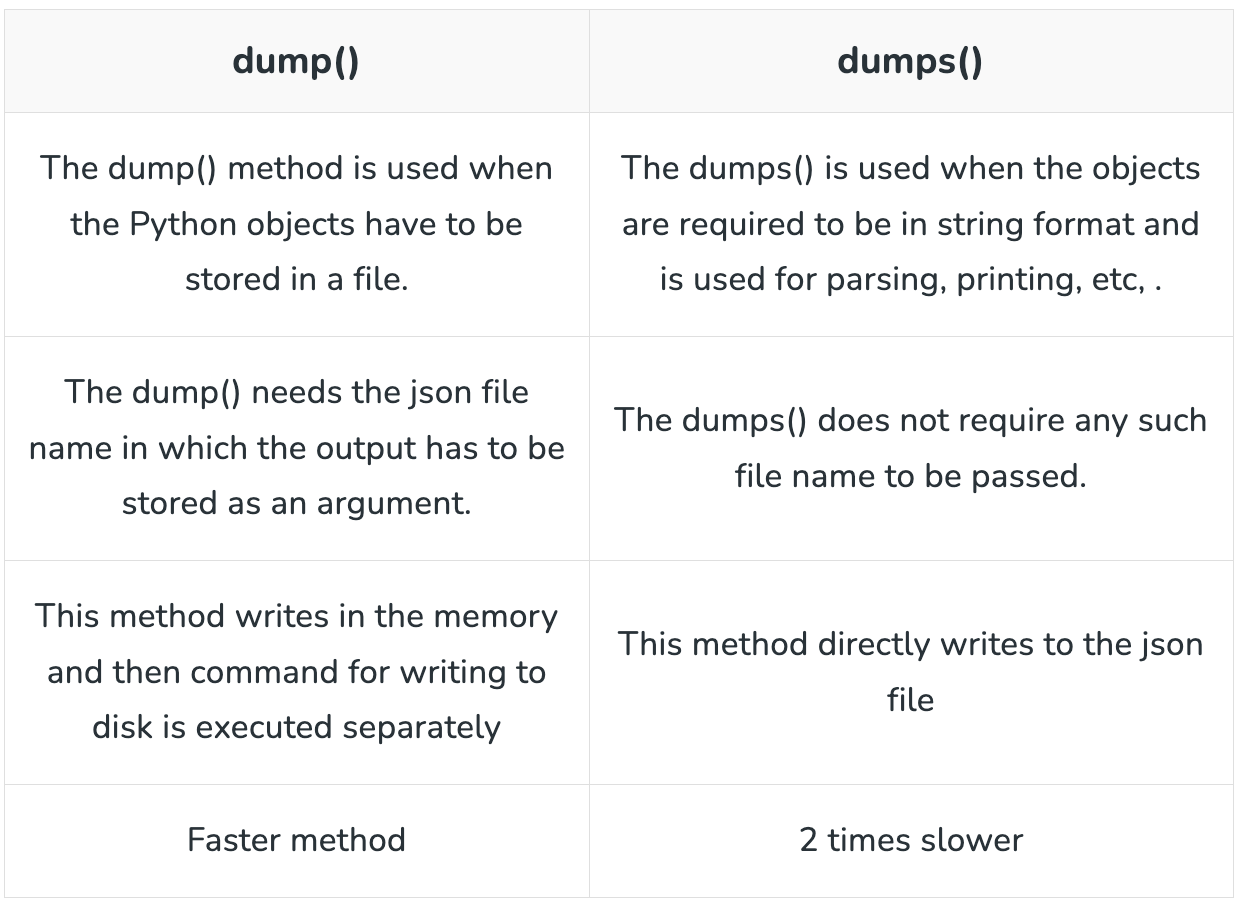 dump()
dumps()
The dump() method is used when
the Python objects have to be
stored in a file.
The dumps() is used when the objects
are required to be in string format and
is used for parsing, printing, etc, .
The dump() needs the json file
name in which the output has to be
stored as an argument.
The dumps() does not require any such
file name to be passed.
This method writes in the memory
and then command for writing to
disk is executed separately
This method directly writes to the json
file
Faster method
2 times slower